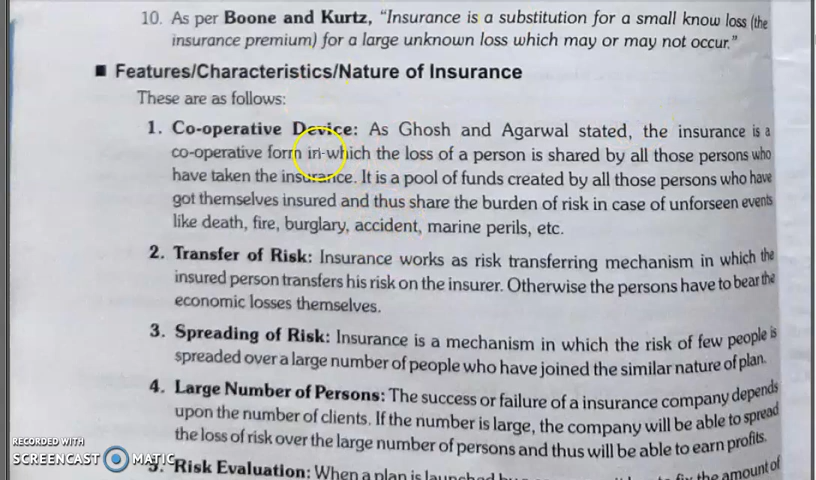 10. As per Boone and Kurtz, "Insurance is a substitution for a small know loss (the
insurance premium) for a large unknown loss which may or may not occur."
■ Features/Characteristics/Nature of Insurance
These are as follows:
1. Co-operative Device: As Ghosh and Agarwal stated, the insurance is a
co-operative form in which the loss of a person is shared by all those persons who
have taken the insurance. It is a pool of funds created by all those persons who have
got themselves insured and thus share the burden of risk in case of unforseen events
like death, fire, burglary, accident, marine perils, etc.
2. Transfer of Risk: Insurance works as risk transferring mechanism in which the
insured person transfers his risk on the insurer. Otherwise the persons have to bear the
economic losses themselves.
3. Spreading of Risk: Insurance is a mechanism in which the risk of few people is
spreaded over a large number of people who have joined the similar nature of plan.
4. Large Number of Persons: The success or failure of a insurance company depends
upon the number of clients. If the number is large, the company will be able to spread
the loss of risk over the large number of persons and thus will be able to earn profits.
5. Risk Evaluation: When a plan is launched by fix the amount of
RECORDED WITH
SCREENCAST MATIC